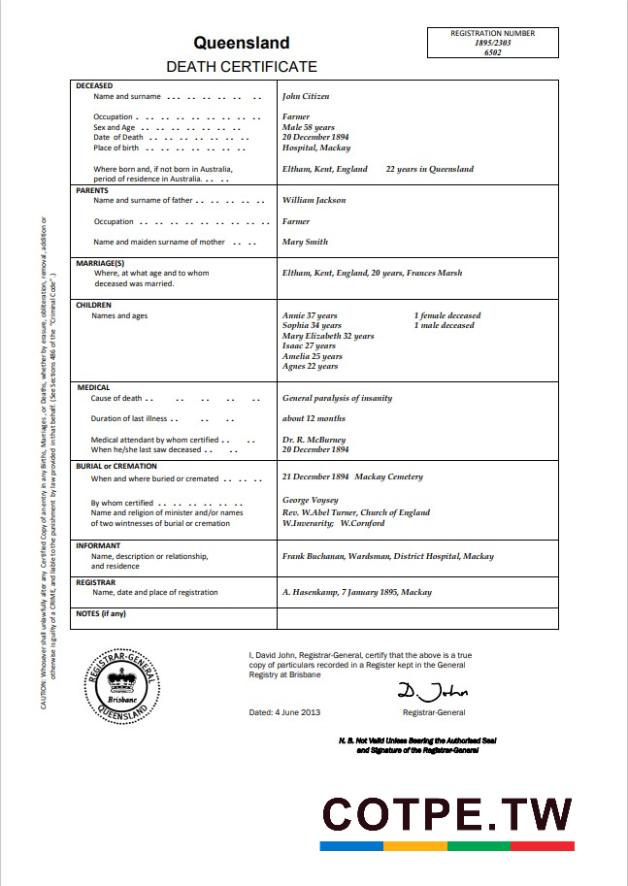 Queensland
DEATH CERTIFICATE
REGISTRATION NUMBER
1895/2303
6502
DECEASED
Name and surname ... .. .. .. .. .. John Citizen
Occupation . .. .. .. .. .. .. .. .. Farmer
Sex and Age .. .. .. .. .. .. .. Male 58 years
Date of Death .. .. .. .. .. .. .. 20 December 1894
Place of birth .. .. .. .. .. .. .. Hospital, Mackay
Where born and, if not born in Australia, Eltham, Kent, England 22 years in Queensland
period of residence in Australia. .. ..
PARENTS
Name and surname of father .. .. .. .. .. William Jackson
Occupation .. .. .. .. .. .. .. .. .. Farmer
Name and maiden surname of mother .. .. Mary Smith
MARRIAGE(S)
Where, at what age and to whom Eltham, Kent, England, 20 years, Frances Marsh
deceased was married.
CHILDREN
Names and ages Annie 37 years 1 female deceased
Sophia 34 years 1 male deceased
Mary Elizabeth 32 years
Isaac 27 years
Amelia 25 years
Agnes 22 years
MEDICAL
Cause of death .. .. .. .. .. General paralysis of insanity
Duration of last illness .. .. .. about 12 months
Medical attendant by whom certified .. .. Dr. R. McBurney
When he/she last saw deceased .. .. 20 December 1894
BURIAL or CREMATION
When and where buried or cremated .. .. .. 21 December 1894 Mackay Cemetery
By whom certified .. .. .. .. .. .. George Voysey
Name and religion of minister and/or names Rev. W.Abel Turner, Church of England
of two wintnesses of burial or cremation W.Inverarity; W.Cornford
INFORMANT
Name, description or relationship, Frank Buchanan, Wardsman, District Hospital, Mackay
and residence
REGISTRAR
Name, date and place of registration A. Hasenkamp, 7 January 1895, Mackay
NOTES (if any)
CAUTION: Whosoever shall unlawfully alter any Certified Copy of an entry in any Births, Marriages, or Deaths, whether by erasure, obliteration, removal, addition or
otherwise is guilty of a CRIME, and liable to the punishment by law provided in that behalf. (See Sections 486 of the "Criminal Code".)
REGISTRAR-GENERAL
Brisbane
QUEENSLAND
I, David John, Registrar-General, certify that the above is a true
copy of particulars recorded in a Register kept in the General
Registry at Brisbane
D. John
Dated: 4 June 2013 Registrar-General
N. B. Not Valid Unless Bearing the Authorised Seal
and Signature of the Registrar-General
COTPE.TW